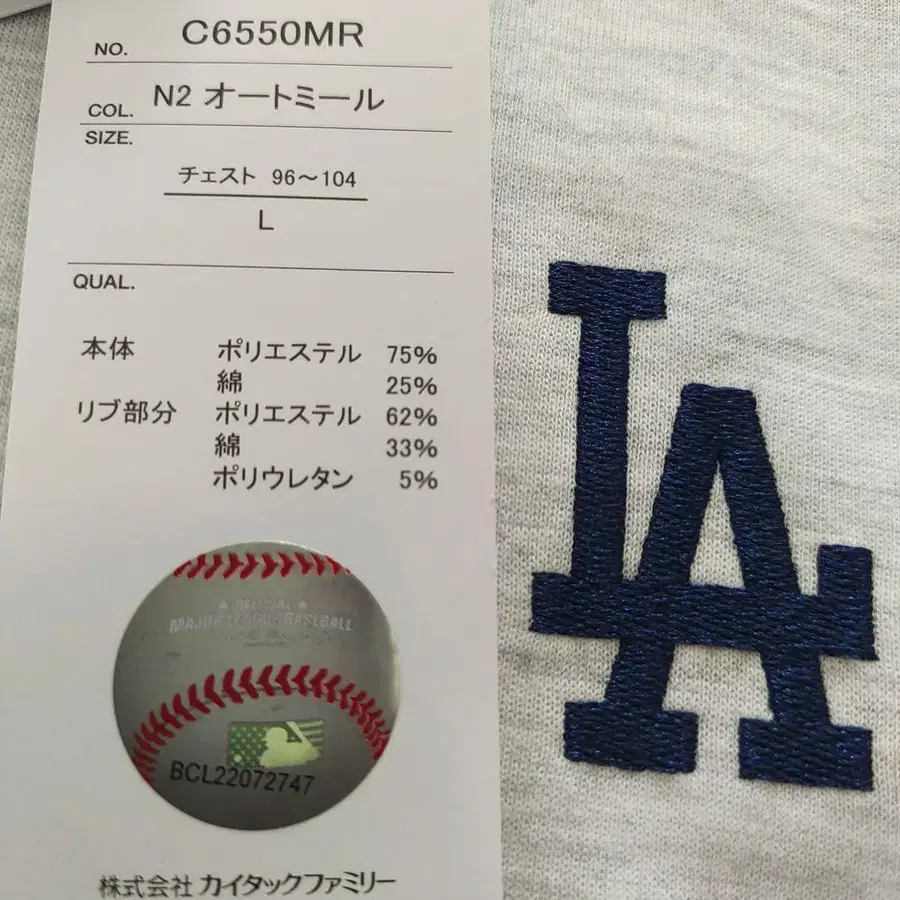 NO. C6550MR
COL. N2 オートミール
SIZE.
チェスト 96～104
L
QUAL.
本体 ポリエステル 75%
綿 25%
リブ部分 ポリエステル 62%
綿 33%
ポリウレタン 5%
OFFICIAL
MAJOR LEAGUE BASEBALL
BCL22072747
株式会社 カイタックファミリー
LA